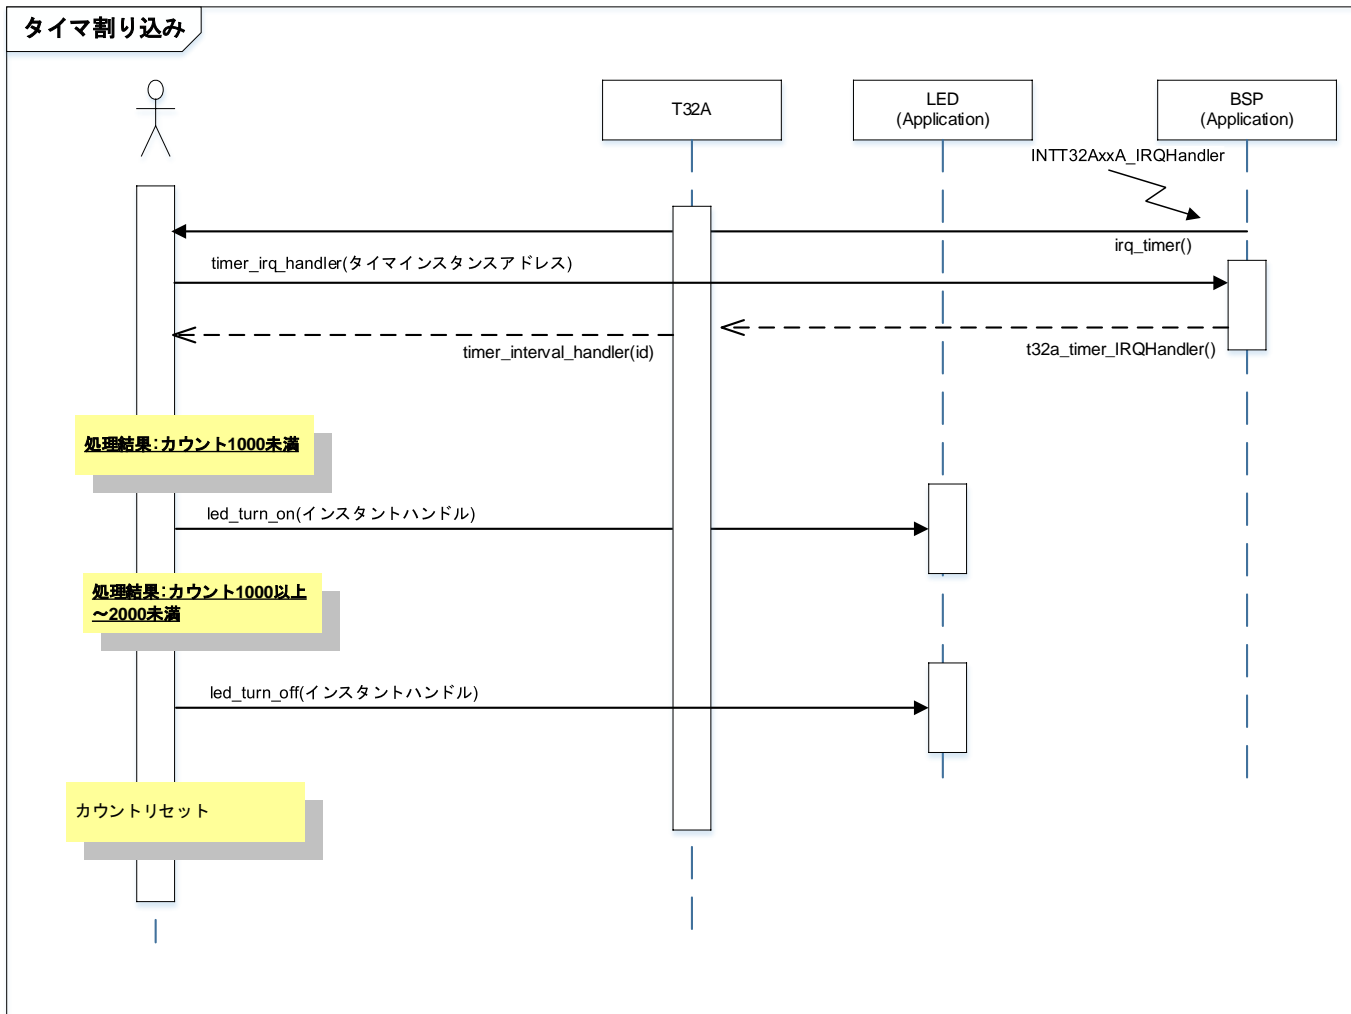 タイマ割り込み
T32A
LED
(Application)
BSP
(Application)
INTT32AxxA_IRQHandler
irq_timer()
timer_irq_handler(タイマインスタンスアドレス)
timer_interval_handler(id)
t32a_timer_IRQHandler()
処理結果：カウント1000未満
led_turn_on(インスタントハンドル)
処理結果：カウント1000以上
～2000未満
led_turn_off(インスタントハンドル)
カウントリセット